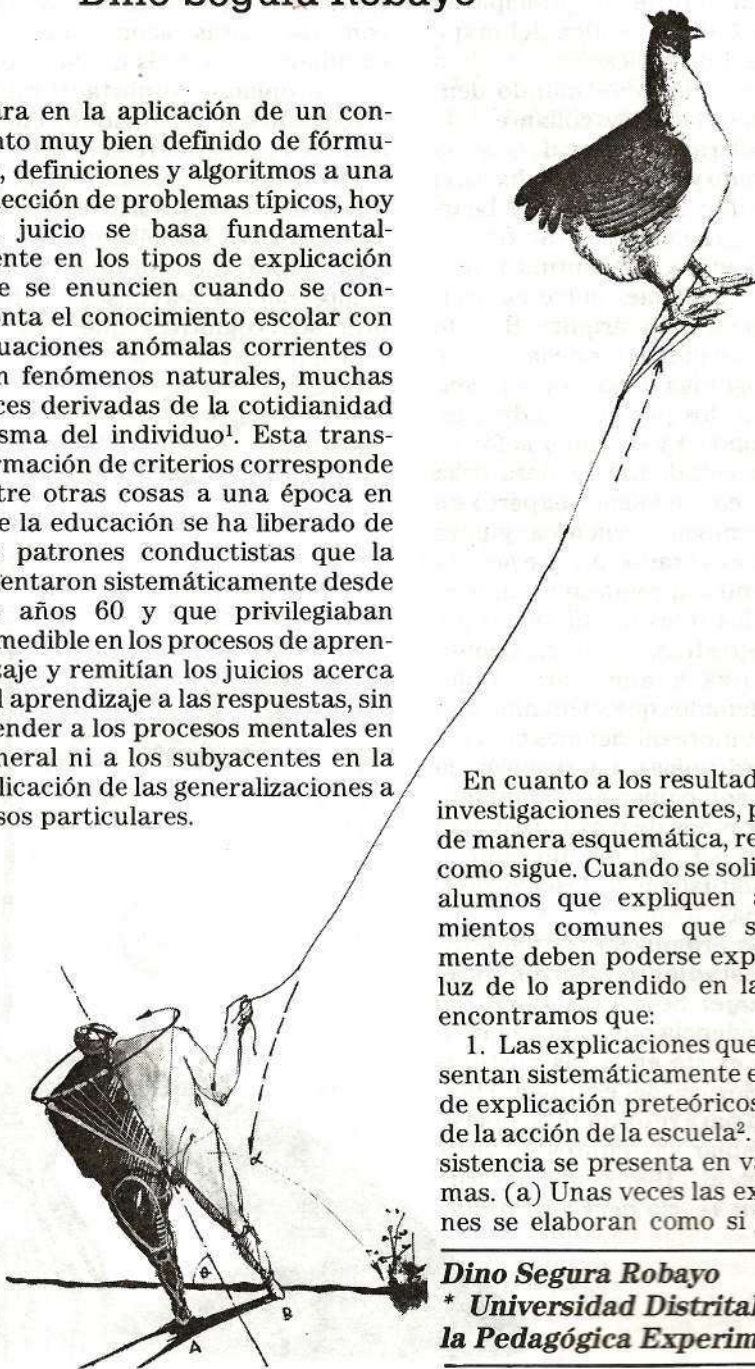 Dino Segura Robayo
ra en la aplicación de un con-
nto muy bien definido de fórmu-
, definiciones y algoritmos a una
lección de problemas típicos, hoy
juicio se basa fundamental-
ente en los tipos de explicación
e se enuncien cuando se con-
onta el conocimiento escolar con
uaciones anómalas corrientes o
n fenómenos naturales, muchas
ces derivadas de la cotidianidad
sma del individuo¹. Esta trans-
rmación de criterios corresponde
tre otras cosas a una época en
e la educación se ha liberado de
patrones conductistas que la
entaron sistemáticamente desde
años 60 y que privilegiaban
medible en los procesos de apren-
aje y remitían los juicios acerca
l aprendizaje a las respuestas, sin
ender a los procesos mentales en
neral ni a los subyacentes en la
licación de las generalizaciones a
sos particulares.
En cuanto a los resultad
investigaciones recientes, p
de manera esquemática, re
como sigue. Cuando se soli
alumnos que expliquen a
mientos comunes que s
mente deben poderse exp
luz de lo aprendido en la
encontramos que:
1. Las explicaciones que
sentan sistemáticamente e
de explicación preteóricos
de la acción de la escuela².
sistencia se presenta en va
mas. (a) Unas veces las ex
nes se elaboran como si
Dino Segura Robayo
* Universidad Distrital
la Pedagógica Experim
α
θ
A
B